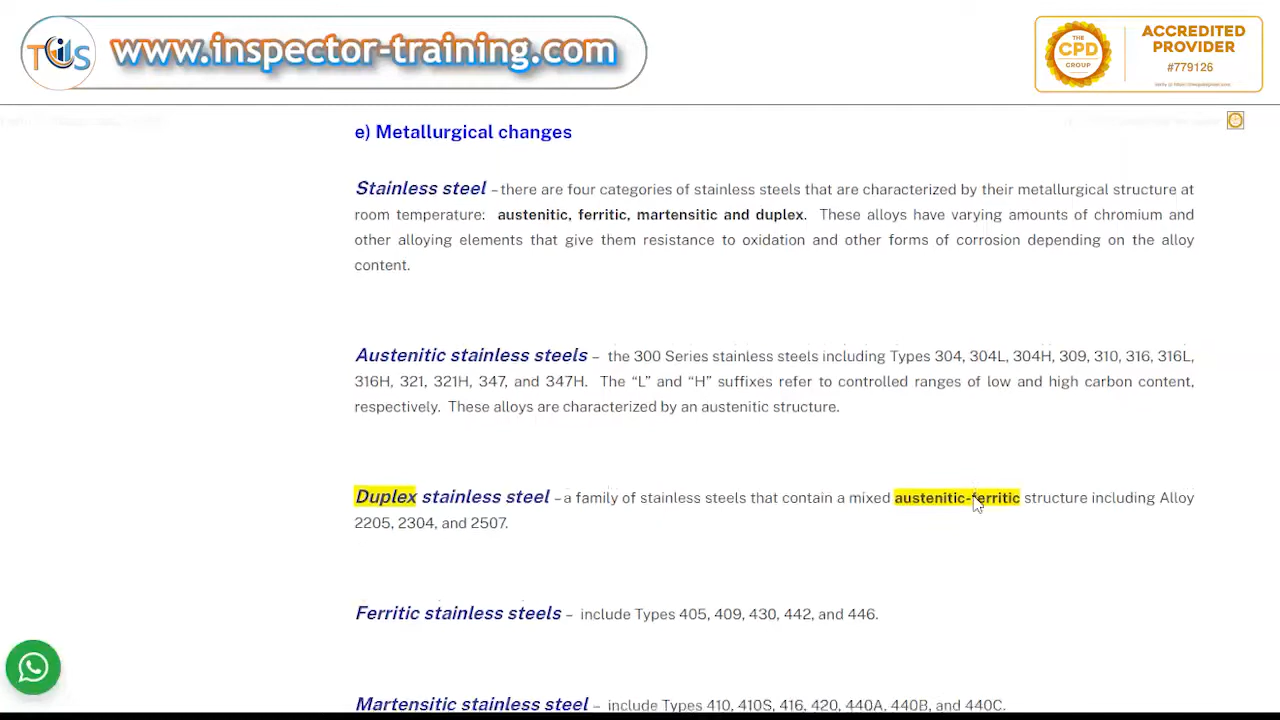 TCIS
www.inspector-training.com
THE
CPD
GROUP
ACCREDITED
PROVIDER
#779126
e) Metallurgical changes
Stainless steel – there are four categories of stainless steels that are characterized by their metallurgical structure at
room temperature: austenitic, ferritic, martensitic and duplex. These alloys have varying amounts of chromium and
other alloying elements that give them resistance to oxidation and other forms of corrosion depending on the alloy
content.
Austenitic stainless steels – the 300 Series stainless steels including Types 304, 304L, 304H, 309, 310, 316, 316L,
316H, 321, 321H, 347, and 347H. The “L” and “H” suffixes refer to controlled ranges of low and high carbon content,
respectively. These alloys are characterized by an austenitic structure.
Duplex stainless steel – a family of stainless steels that contain a mixed austenitic-ferritic structure including Alloy
2205, 2304, and 2507.
Ferritic stainless steels – include Types 405, 409, 430, 442, and 446.
Martensitic stainless steel – include Types 410, 410S, 416, 420, 440A, 440B, and 440C.